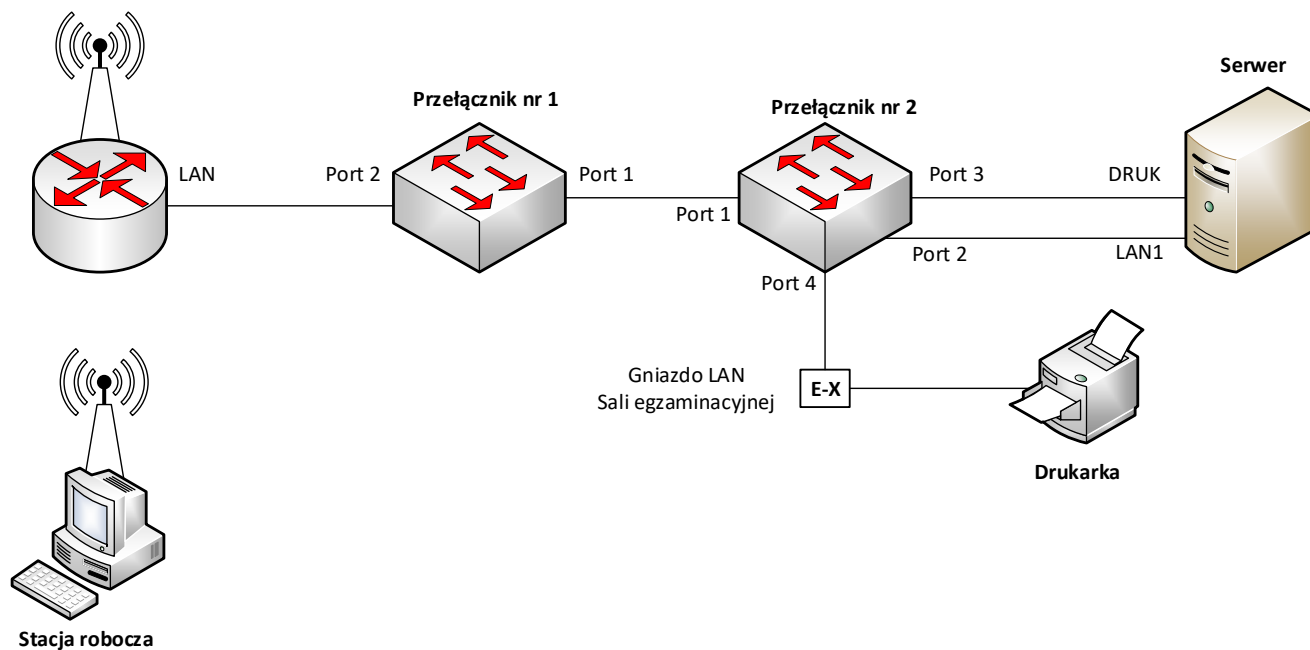 Serwer
Przełącznik nr 1
Przełącznik nr 2
LAN
Port 2
Port 1
Port 3
DRUK
Port 1
Port 2
LAN1
Port 4
Gniazdo LAN
Sali egzaminacyjnej
E-X
Drukarka
Stacja robocza